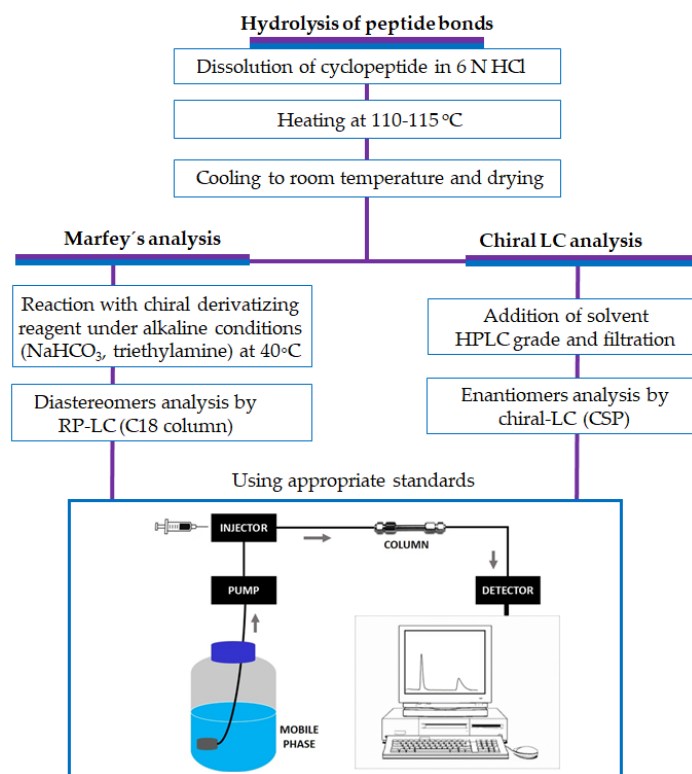 Hydrolysis of peptide bonds
Dissolution of cyclopeptide in 6 N HCl
Heating at 110-115 °C
Cooling to room temperature and drying
Marfey´s analysis
Reaction with chiral derivatizing
reagent under alkaline conditions
(NaHCO₃, triethylamine) at 40°C
Diastereomers analysis by
RP-LC (C18 column)
Chiral LC analysis
Addition of solvent
HPLC grade and filtration
Enantiomers analysis by
chiral-LC (CSP)
Using appropriate standards
INJECTOR
COLUMN
PUMP
DETECTOR
MOBILE
PHASE